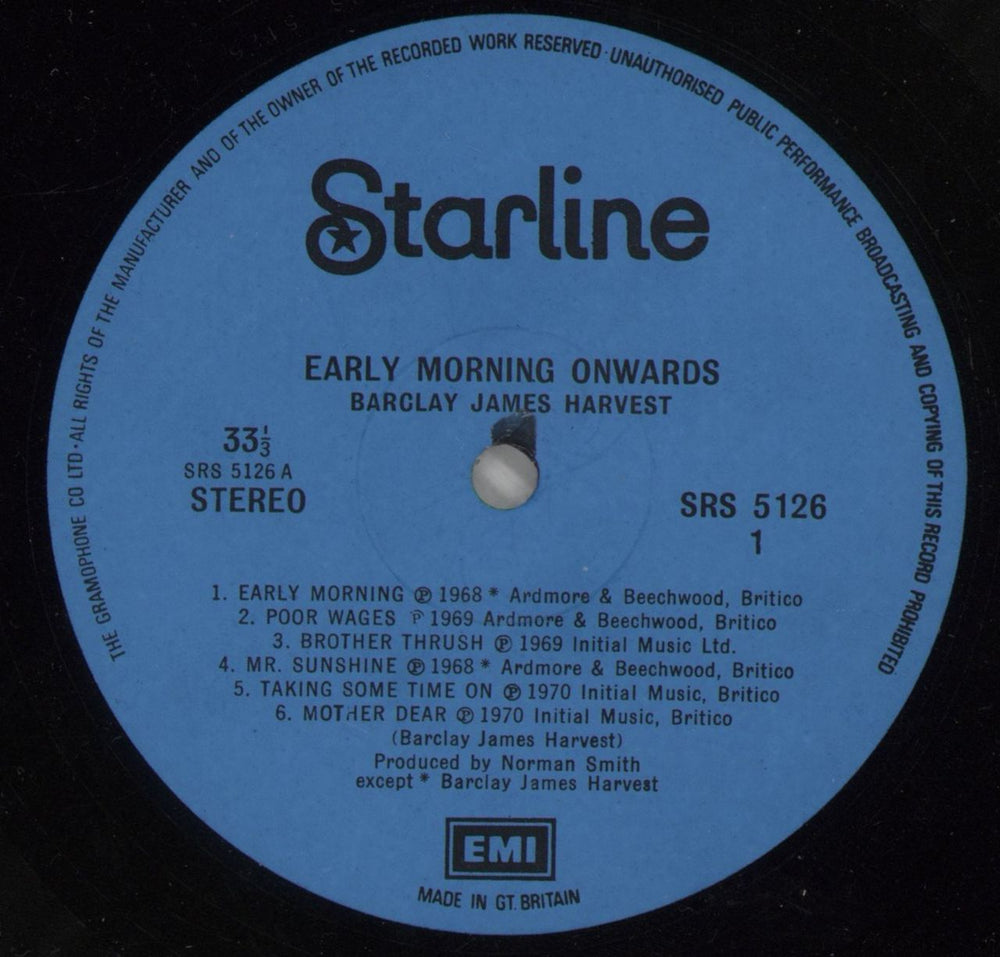 THE GRAMOPHONE CO LTD · ALL RIGHTS OF THE MANUFACTURER AND OF THE OWNER OF THE RECORDED WORK RESERVED · UNAUTHORISED PUBLIC PERFORMANCE BROADCASTING AND COPYING OF THIS RECORD PROHIBITED
Starline
EARLY MORNING ONWARDS
BARCLAY JAMES HARVEST
33⅓
SRS 5126 A
STEREO
SRS 5126
1
1. EARLY MORNING ℗ 1968 * Ardmore & Beechwood, Britico
2. POOR WAGES ℗ 1969 Ardmore & Beechwood, Britico
3. BROTHER THRUSH ℗ 1969 Initial Music Ltd.
4. MR. SUNSHINE ℗ 1968 * Ardmore & Beechwood, Britico
5. TAKING SOME TIME ON ℗ 1970 Initial Music, Britico
6. MOTHER DEAR ℗ 1970 Initial Music, Britico
(Barclay James Harvest)
Produced by Norman Smith
except * Barclay James Harvest
EMI
MADE IN GT. BRITAIN